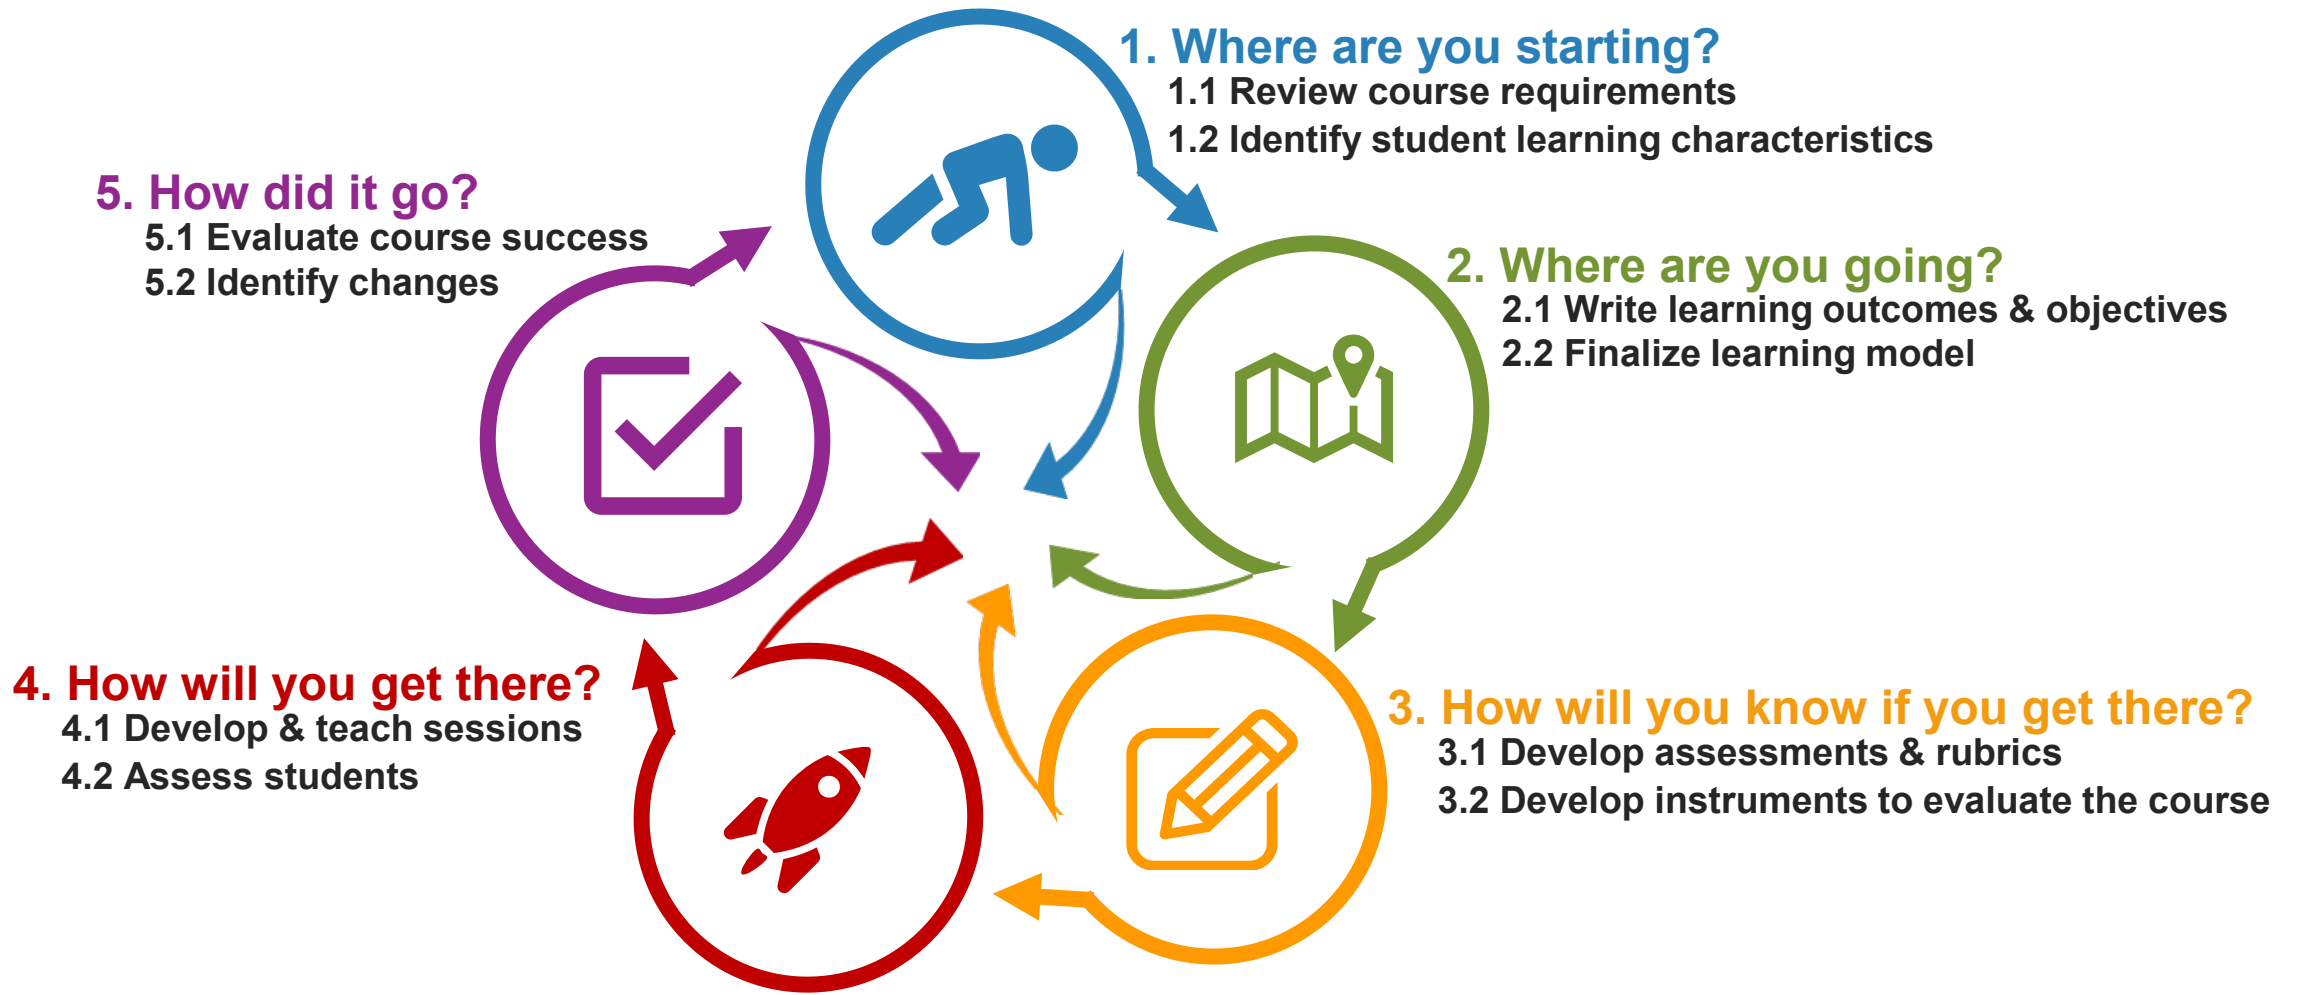 1. Where are you starting?
1.1 Review course requirements
1.2 Identify student learning characteristics
2. Where are you going?
2.1 Write learning outcomes & objectives
2.2 Finalize learning model
3. How will you know if you get there?
3.1 Develop assessments & rubrics
3.2 Develop instruments to evaluate the course
4. How will you get there?
4.1 Develop & teach sessions
4.2 Assess students
5. How did it go?
5.1 Evaluate course success
5.2 Identify changes